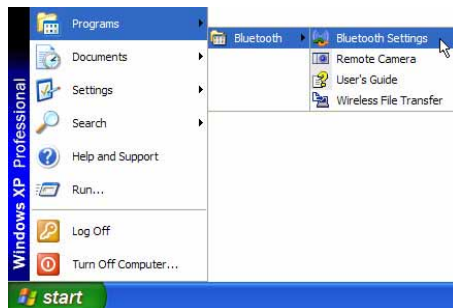 Programs
Documents
Settings
Search
Help and Support
Run...
Log Off
Turn Off Computer...
Windows XP Professional
start
Bluetooth
Bluetooth Settings
Remote Camera
User's Guide
Wireless File Transfer